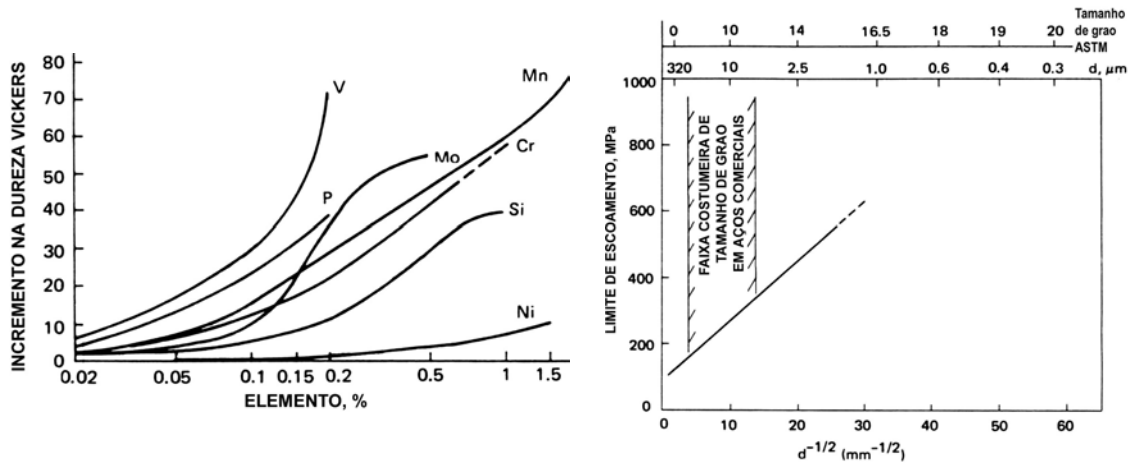 INCREMENTO NA DUREZA VICKERS
80
70
60
50
40
30
20
10
0
V
Mn
Mo
Cr
P
Si
Ni
0.02 0.05 0.1 0.15 0.2 0.5 1 1.5
ELEMENTO, %
Tamanho
de grao
ASTM
0 10 14 16.5 18 19 20
320 10 2.5 1.0 0.6 0.4 0.3 d, µm
LIMITE DE ESCOAMENTO, MPa
1000
800
600
400
200
0
FAIXA COSTUMEIRA DE
TAMANHO DE GRAO
EM AÇOS COMERCIAIS
0 10 20 30 40 50 60
d⁻¹/² (mm⁻¹/²)